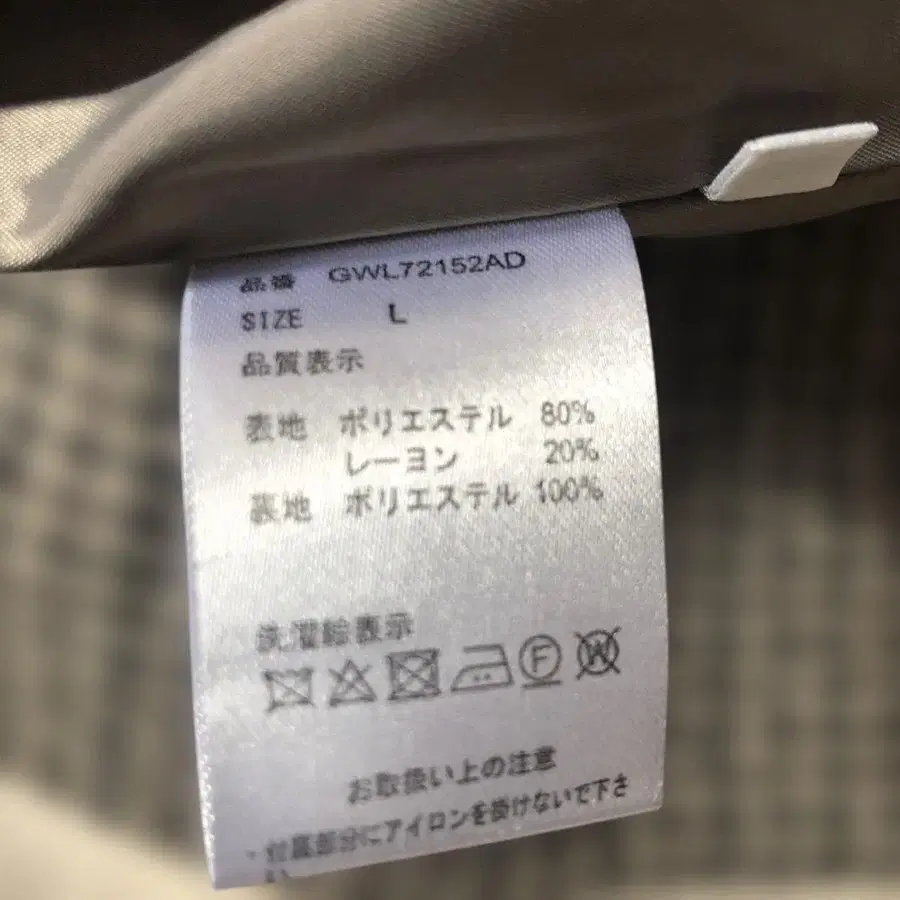 品番 GWL72152AD
SIZE L
品質表示
表地 ポリエステル 80%
レーヨン 20%
裏地 ポリエステル 100%
洗濯絵表示
F W
お取扱い上の注意
・付属部分にアイロンを掛けないで下さ
い